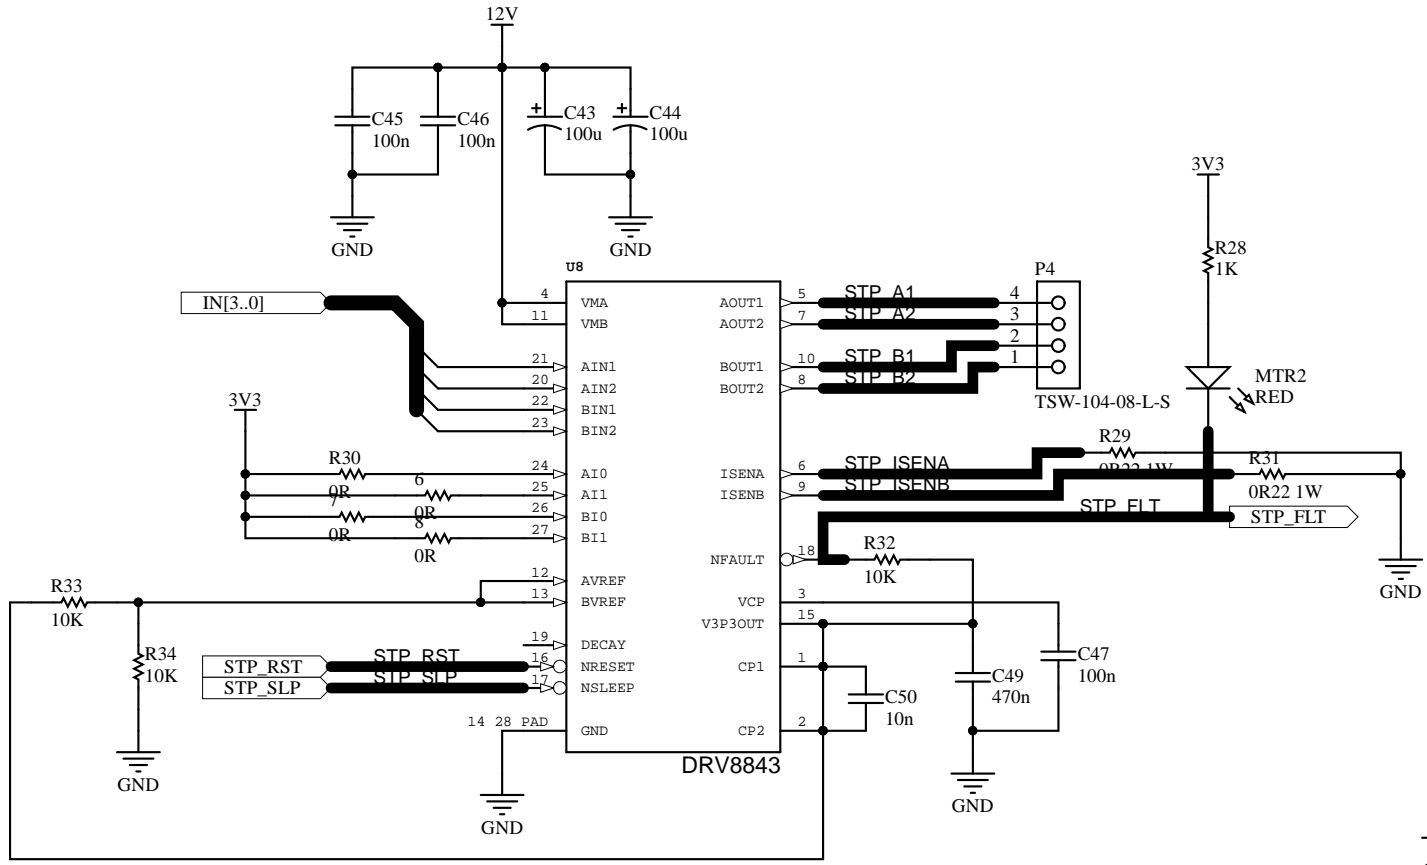 12V
C45
100n
C46
100n
+
C43
100u
+
C44
100u
GND
GND
3V3
R28
1K
MTR2
RED
U8
P4
IN[3..0]
4 VMA
11 VMB
21 AIN1
20 AIN2
22 BIN1
23 BIN2
24 AI0
25 AI1
26 BI0
27 BI1
12 AVREF
13 BVREF
19 DECAY
16 NRESET
17 NSLEEP
14 28 PAD GND
AOUT1 5 STP_A1 4
AOUT2 7 STP_A2 3
BOUT1 10 STP_B1 2
BOUT2 8 STP_B2 1
TSW-104-08-L-S
ISENA 6 STP_ISENA
ISENB 9 STP_ISENB
R29
0R22 1W
R31
0R22 1W
STP_FLT
STP_FLT
NFAULT 18
R32
10K
VCP 3
V3P3OUT 15
CP1 1
CP2 2
C50
10n
C49
470n
C47
100n
GND
GND
DRV8843
3V3
R30
0R
6
0R
7
0R
8
0R
R33
10K
R34
10K
GND
STP_RST STP_RST
STP_SLP STP_SLP
GND